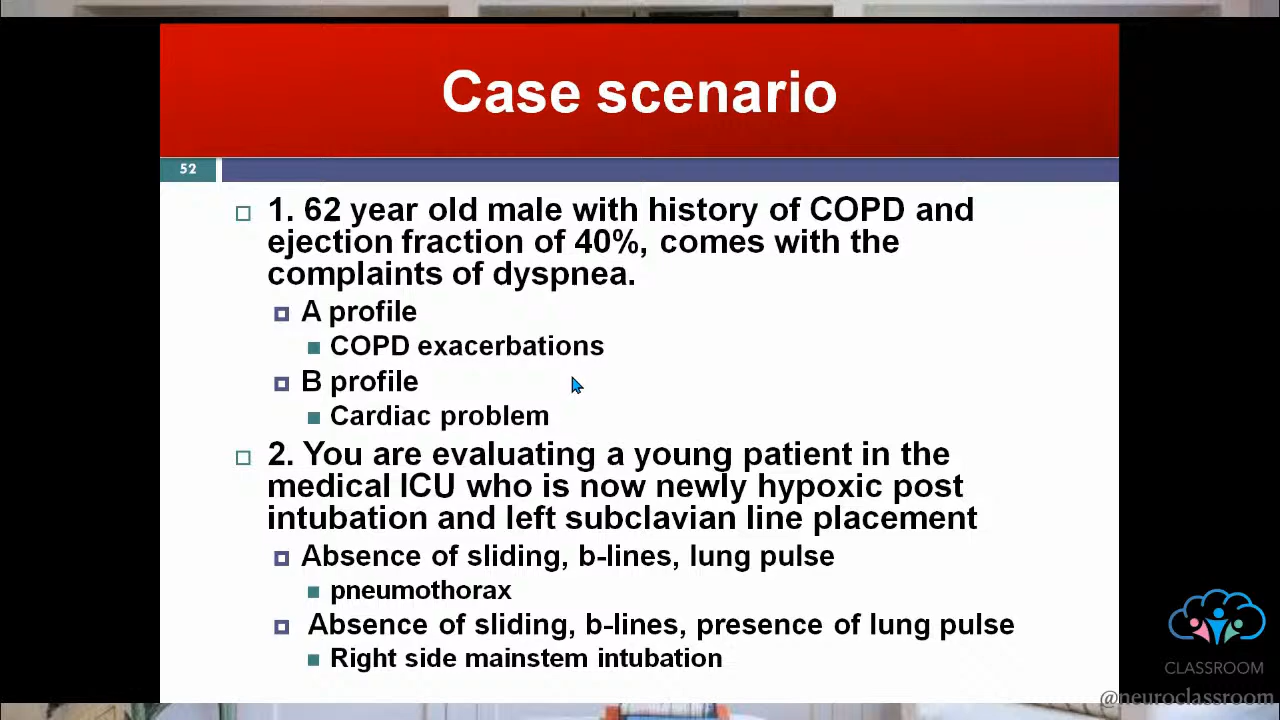 Case scenario
52
1. 62 year old male with history of COPD and
ejection fraction of 40%, comes with the
complaints of dyspnea.
A profile
COPD exacerbations
B profile
Cardiac problem
2. You are evaluating a young patient in the
medical ICU who is now newly hypoxic post
intubation and left subclavian line placement
Absence of sliding, b-lines, lung pulse
pneumothorax
Absence of sliding, b-lines, presence of lung pulse
Right side mainstem intubation
CLASSROOM
@neuroclassroom